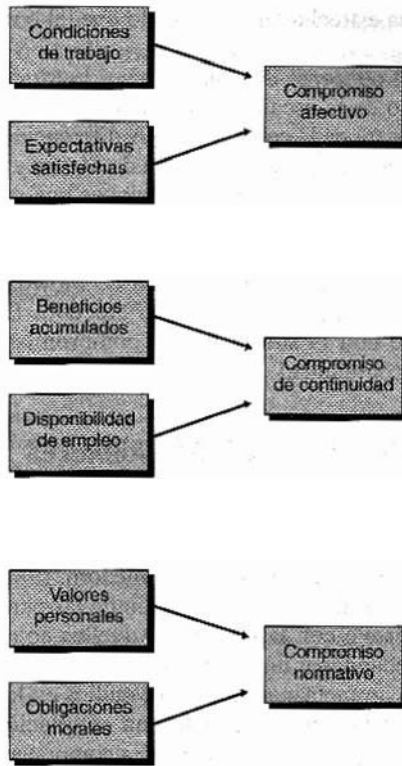 Condiciones
de trabajo
Expectativas
satisfechas
Compromiso
afectivo
Beneficios
acumulados
Disponibilidad
de empleo
Compromiso
de continuidad
Valores
personales
Obligaciones
morales
Compromiso
normativo